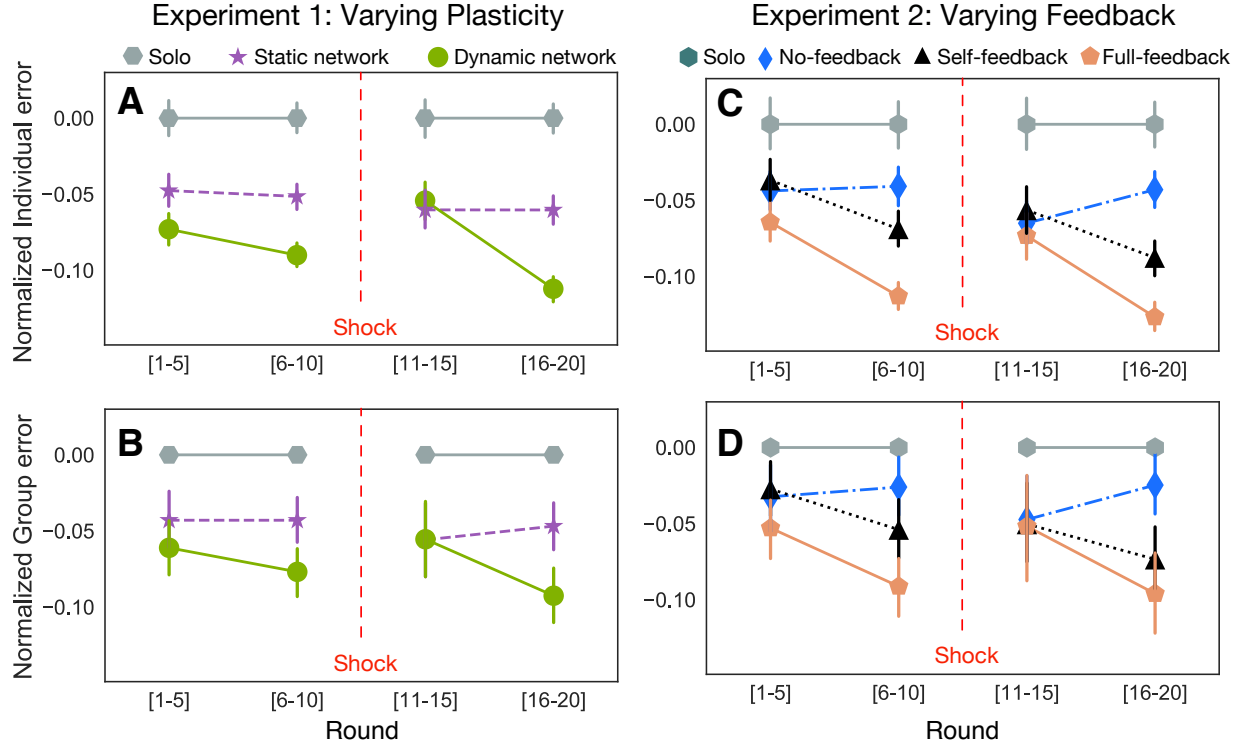 Experiment 1: Varying Plasticity
Solo Static network Dynamic network
Normalized Individual error
A
0.00
−0.05
−0.10
Shock
[1-5] [6-10] [11-15] [16-20]
Normalized Group error
B
0.00
−0.05
−0.10
Shock
[1-5] [6-10] [11-15] [16-20]
Round
Experiment 2: Varying Feedback
Solo No-feedback Self-feedback Full-feedback
C
0.00
−0.05
−0.10
Shock
[1-5] [6-10] [11-15] [16-20]
D
0.00
−0.05
−0.10
Shock
[1-5] [6-10] [11-15] [16-20]
Round